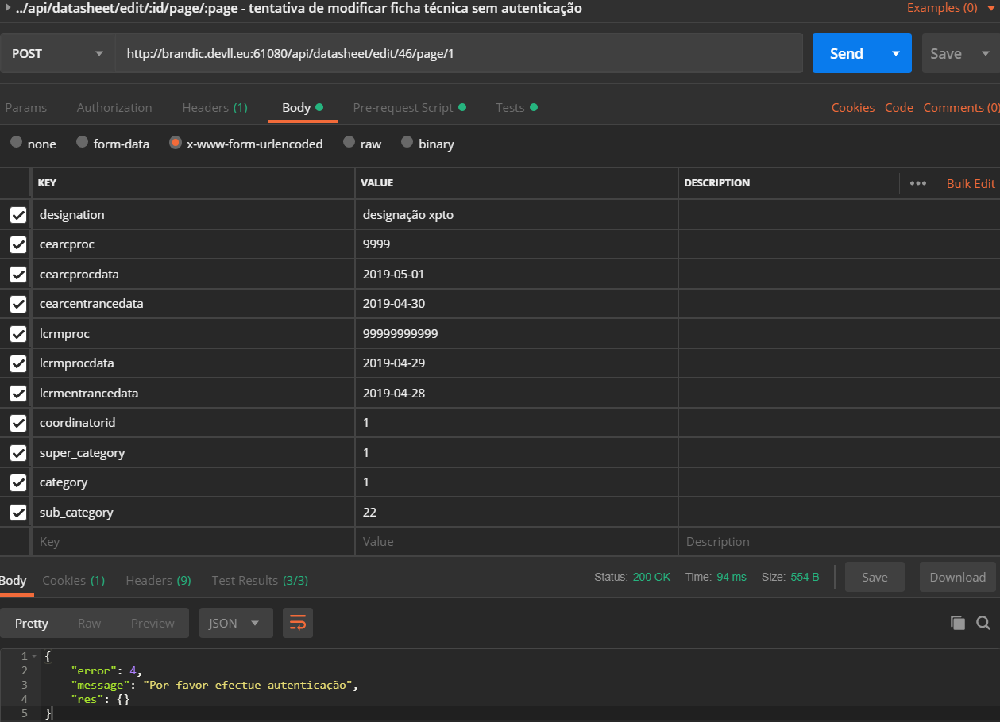 ../api/datasheet/edit/:id/page/:page - tentativa de modificar ficha técnica sem autenticação Examples (0)
POST http://brandic.devll.eu:61080/api/datasheet/edit/46/page/1 Send Save
Params Authorization Headers (1) Body Pre-request Script Tests Cookies Code Comments (0)
none form-data x-www-form-urlencoded raw binary
KEY VALUE DESCRIPTION ••• Bulk Edit
designation designação xpto
cearcproc 9999
cearcprocdata 2019-05-01
cearcentrancedata 2019-04-30
lcrmproc 99999999999
lcrmprocdata 2019-04-29
lcrmentrancedata 2019-04-28
coordinatorid 1
super_category 1
category 1
sub_category 22
Key Value Description
Body Cookies (1) Headers (9) Test Results (3/3) Status: 200 OK Time: 94 ms Size: 554 B Save Download
Pretty Raw Preview JSON
1 {
2 "error": 4,
3 "message": "Por favor efectue autenticação",
4 "res": {}
5 }